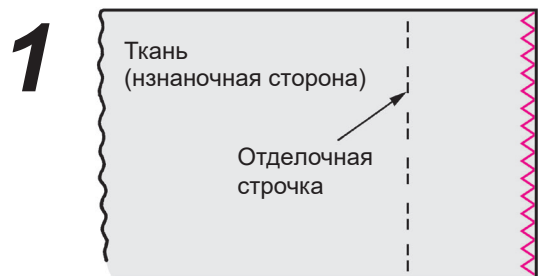 1
Ткань
(нзнаночная сторона)
Отделочная
строчка